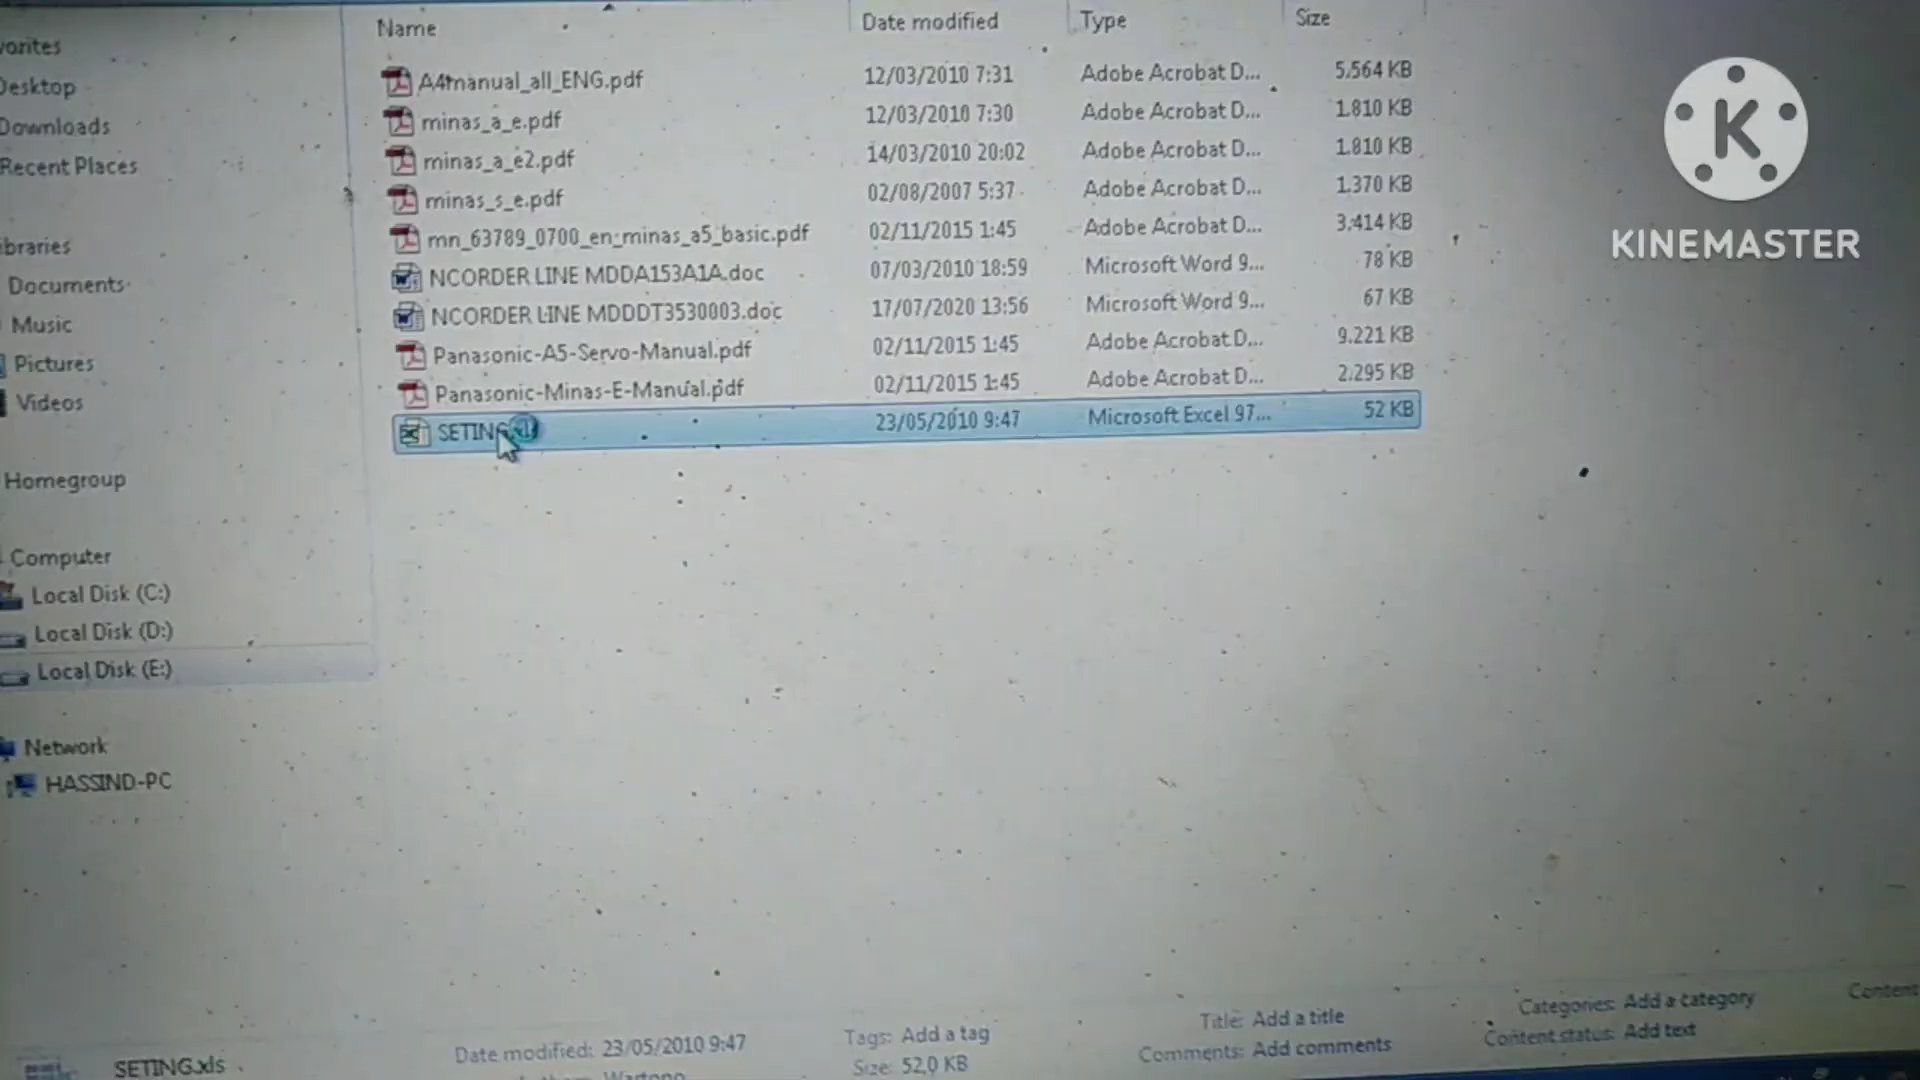 Name Date modified Type Size
vorites
Desktop
Downloads
Recent Places
ibraries
Documents
Music
Pictures
Videos
Homegroup
Computer
Local Disk (C:)
Local Disk (D:)
Local Disk (E:)
Network
HASSIND-PC
A4manual_all_ENG.pdf 12/03/2010 7:31 Adobe Acrobat D... 5.564 KB
minas_a_e.pdf 12/03/2010 7:30 Adobe Acrobat D... 1.810 KB
minas_a_e2.pdf 14/03/2010 20:02 Adobe Acrobat D... 1.810 KB
minas_s_e.pdf 02/08/2007 5:37 Adobe Acrobat D... 1.370 KB
mn_63789_0700_en_minas_a5_basic.pdf 02/11/2015 1:45 Adobe Acrobat D... 3.414 KB
NCORDER LINE MDDA153A1A.doc 07/03/2010 18:59 Microsoft Word 9... 78 KB
NCORDER LINE MDDDT3530003.doc 17/07/2020 13:56 Microsoft Word 9... 67 KB
Panasonic-A5-Servo-Manual.pdf 02/11/2015 1:45 Adobe Acrobat D... 9.221 KB
Panasonic-Minas-E-Manual.pdf 02/11/2015 1:45 Adobe Acrobat D... 2.295 KB
23/05/2010 9:47 Microsoft Excel 97... 52 KB
K
KINEMASTER
SETING.xls Date modified: 23/05/2010 9:47 Tags: Add a tag Title: Add a title Categories: Add a category Content
Size: 52,0 KB Comments: Add comments Content status: Add text